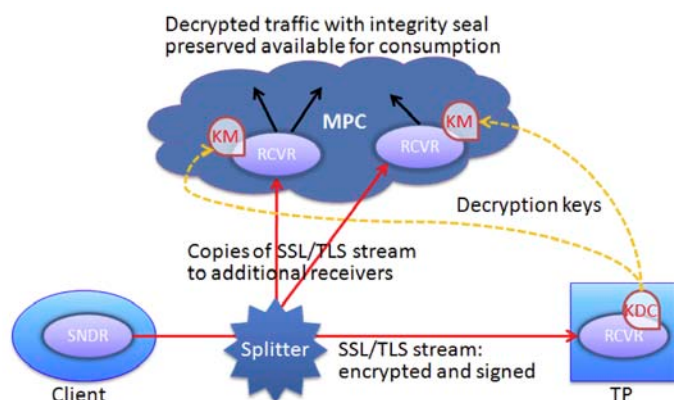 Decrypted traffic with integrity seal
preserved available for consumption
MPC
KM
RCVR
KM
RCVR
Decryption keys
Copies of SSL/TLS stream
to additional receivers
SNDR
Splitter
KDC
RCVR
SSL/TLS stream:
encrypted and signed
Client
TP